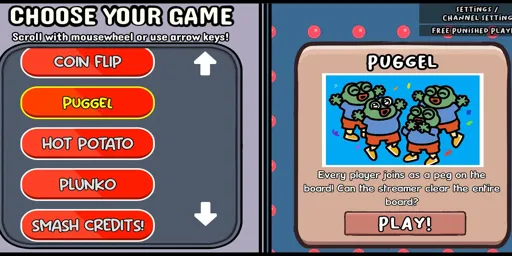 CHOOSE YOUR GAME
Scroll with mousewheel or use arrow keys!
COIN FLIP
PUGGEL
HOT POTATO
PLUNKO
SMASH CREDITS!
SETTINGS /
CHANNEL SETTING
FREE PUNISHED PLAYE
PUGGEL
Every player joins as a peg on the
board! Can the streamer clear the entire
board?
PLAY!